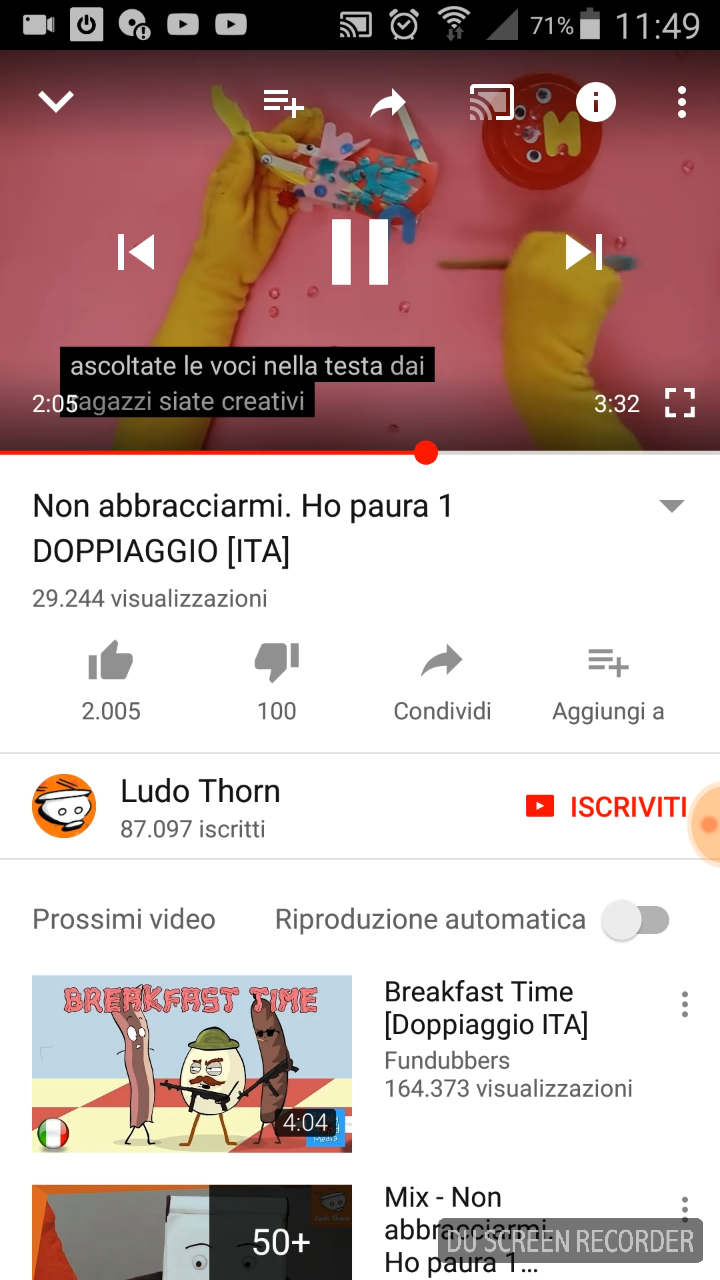 71% 11:49
ascoltate le voci nella testa dai
ragazzi siate creativi
2:05
3:32
Non abbracciarmi. Ho paura 1
DOPPIAGGIO [ITA]
29.244 visualizzazioni
2.005
100
Condividi
Aggiungi a
Ludo Thorn
87.097 iscritti
ISCRIVITI
Prossimi video
Riproduzione automatica
BREAKFAST TIME
4:04
Breakfast Time
[Doppiaggio ITA]
Fundubbers
164.373 visualizzazioni
50+
Mix - Non
abbracciarmi.
Ho paura 1...
DU SCREEN RECORDER